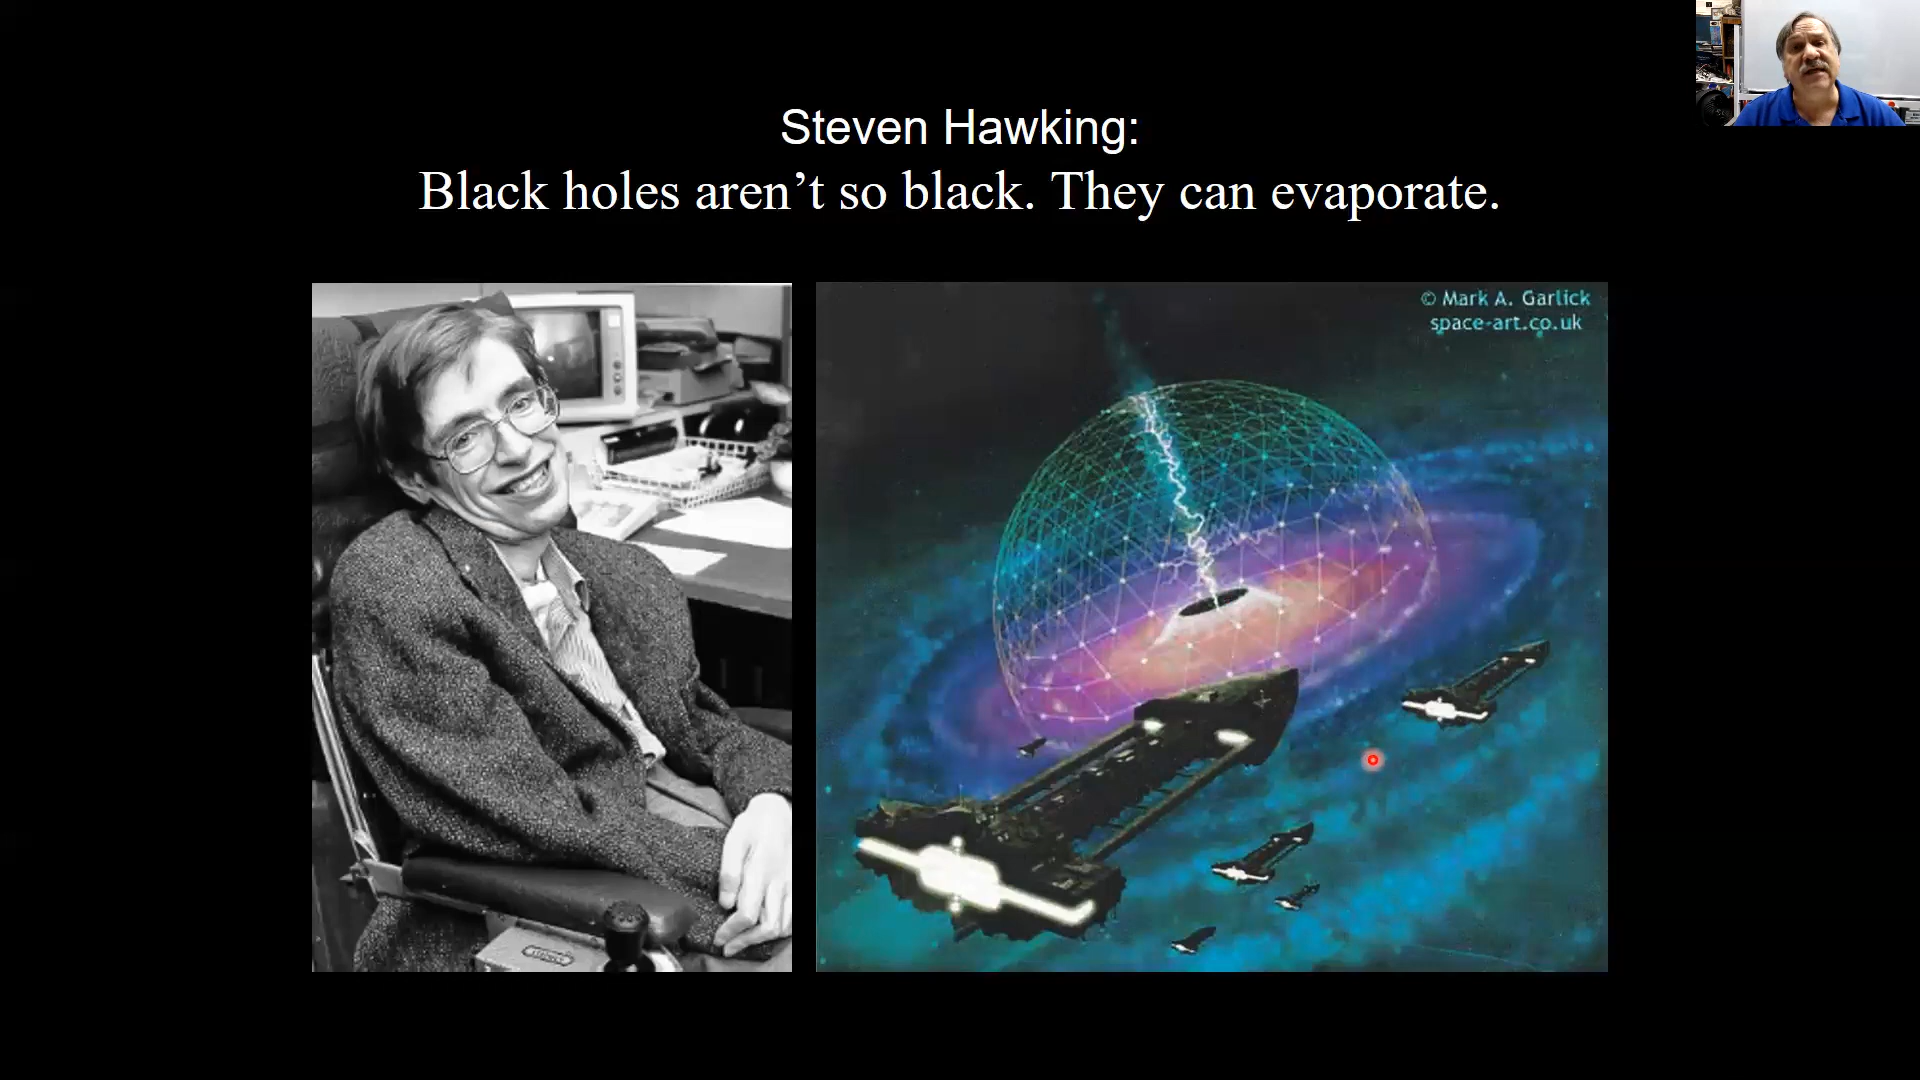 Steven Hawking:
Black holes aren’t so black. They can evaporate.
© Mark A. Garlick
space-art.co.uk